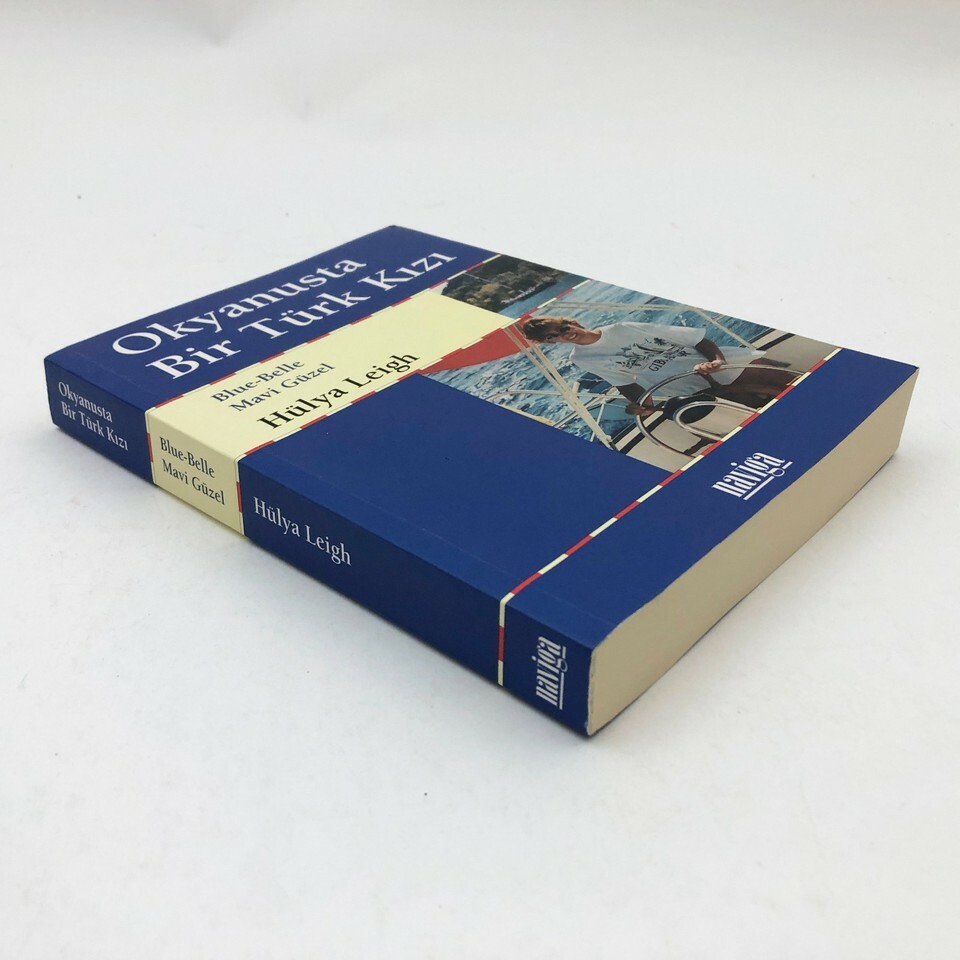 Okyanusta
Bir Türk Kızı
Blue-Belle
Mavi Güzel
Hülya Leigh
naviga
Okyanusta
Bir Türk Kızı
Blue-Belle
Mavi Güzel
Hülya Leigh
naviga